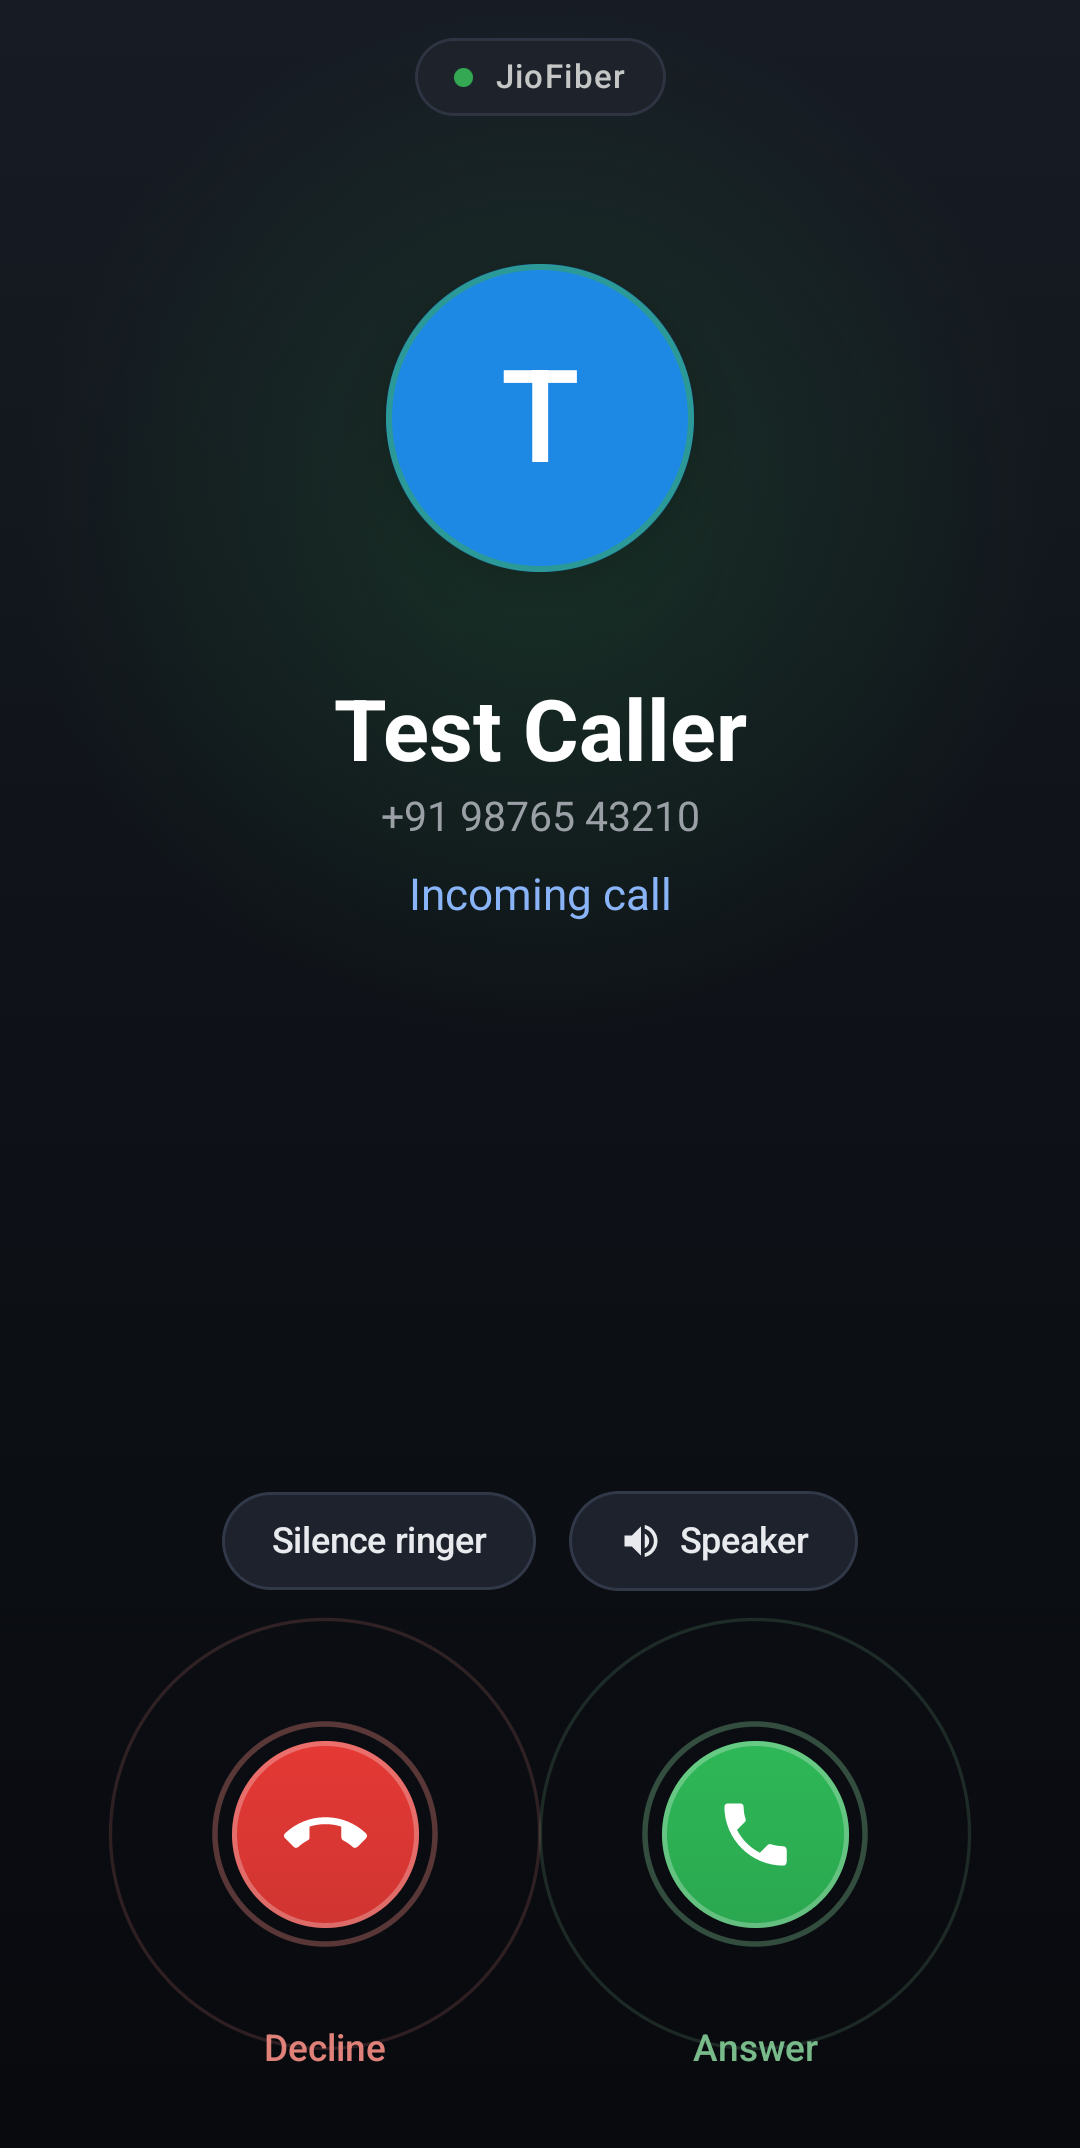 JioFiber
T
Test Caller
+91 98765 43210
Incoming call
Silence ringer
Speaker
Decline
Answer